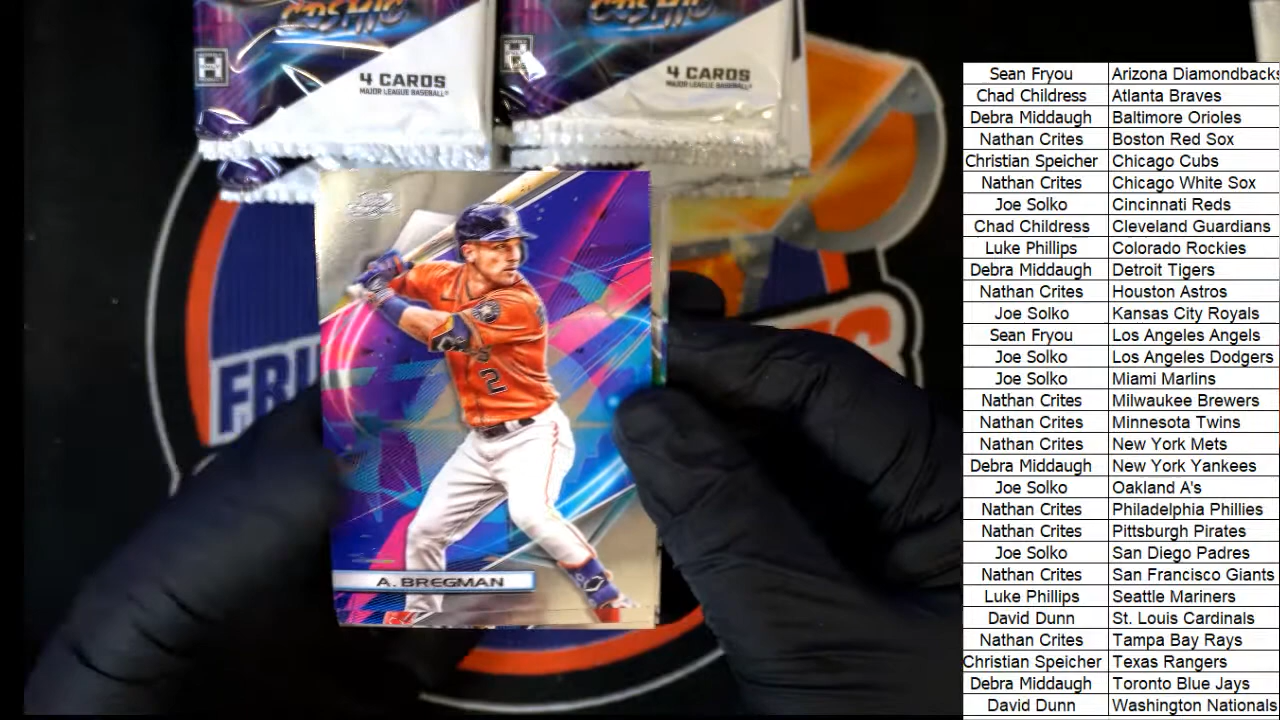 COSMIC
COSMIC
4 CARDS
MAJOR LEAGUE BASEBALL
4 CARDS
MAJOR LEAGUE BASEBALL
2
A. BREGMAN
Sean Fryou Arizona Diamondbacks
Chad Childress Atlanta Braves
Debra Middaugh Baltimore Orioles
Nathan Crites Boston Red Sox
Christian Speicher Chicago Cubs
Nathan Crites Chicago White Sox
Joe Solko Cincinnati Reds
Chad Childress Cleveland Guardians
Luke Phillips Colorado Rockies
Debra Middaugh Detroit Tigers
Nathan Crites Houston Astros
Joe Solko Kansas City Royals
Sean Fryou Los Angeles Angels
Joe Solko Los Angeles Dodgers
Joe Solko Miami Marlins
Nathan Crites Milwaukee Brewers
Nathan Crites Minnesota Twins
Nathan Crites New York Mets
Debra Middaugh New York Yankees
Joe Solko Oakland A's
Nathan Crites Philadelphia Phillies
Nathan Crites Pittsburgh Pirates
Joe Solko San Diego Padres
Nathan Crites San Francisco Giants
Luke Phillips Seattle Mariners
David Dunn St. Louis Cardinals
Nathan Crites Tampa Bay Rays
Christian Speicher Texas Rangers
Debra Middaugh Toronto Blue Jays
David Dunn Washington Nationals